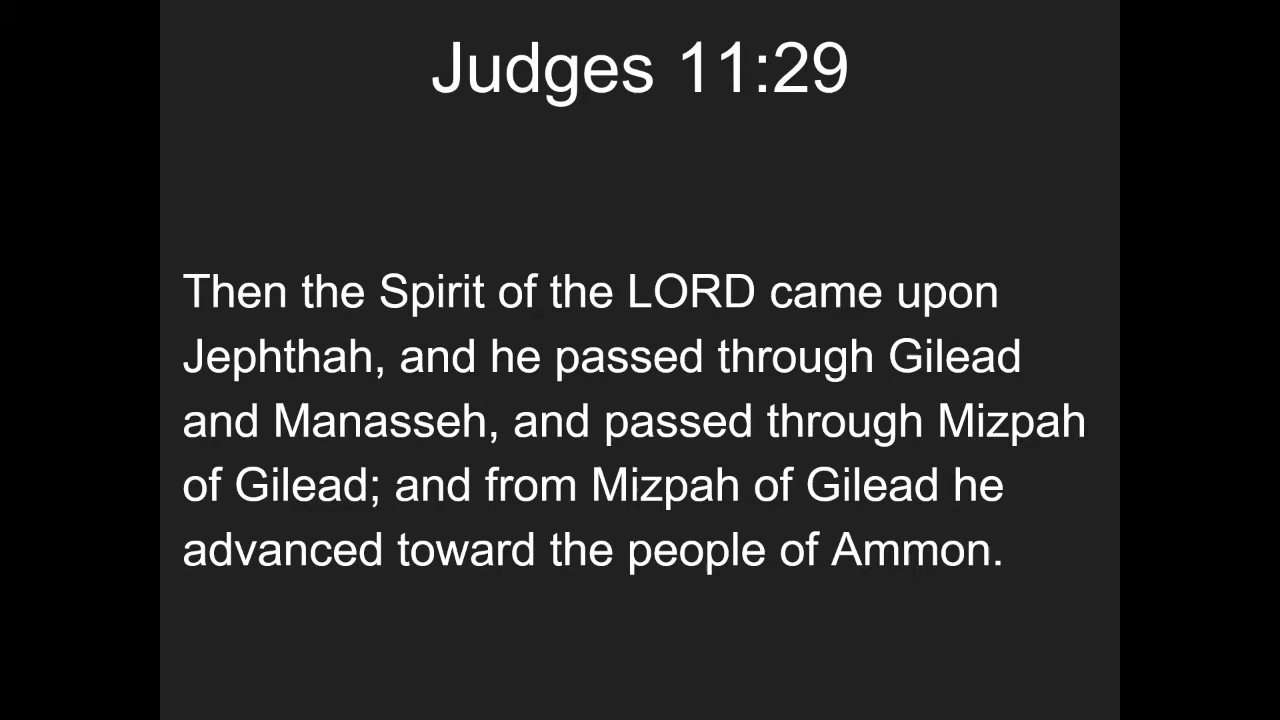 Judges 11:29
Then the Spirit of the LORD came upon
Jephthah, and he passed through Gilead
and Manasseh, and passed through Mizpah
of Gilead; and from Mizpah of Gilead he
advanced toward the people of Ammon.